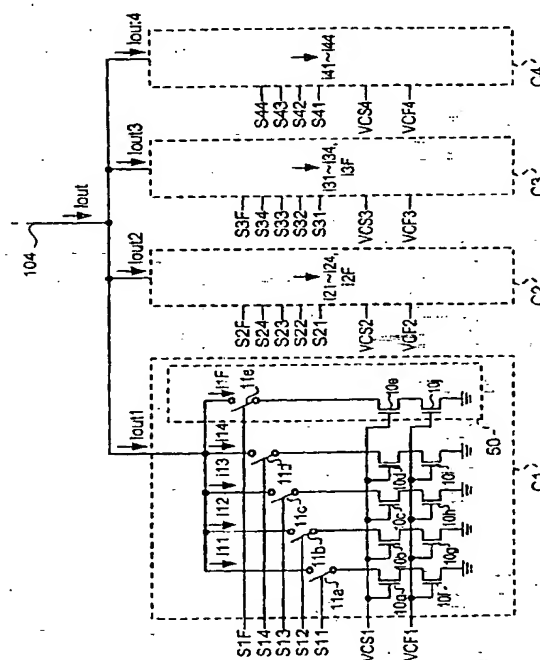 104
Iout
Iout1
Iout2
Iout3
Iout4
i11
i12
i13
i14
i1F
11a
11b
11c
11d
11e
S1F
S14
S13
S12
S11
VCS1
VCF1
10a
10b
10c
10d
10e
10f
10g
10h
10i
10j
50
C1
S2F
S24
S23
S22
S21
VCS2
VCF2
i21~i24,
i2F
C2
S3F
S34
S33
S32
S31
VCS3
VCF3
i31~i34,
i3F
C3
S44
S43
S42
S41
VCS4
VCF4
i41~i44
C4